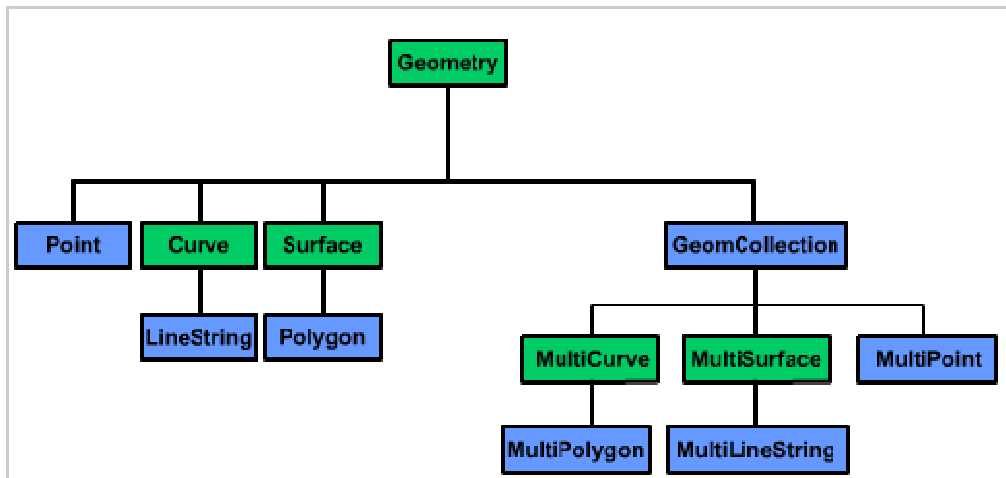 Geometry
Point Curve Surface GeomCollection
LineString Polygon
MultiCurve MultiSurface MultiPoint
MultiPolygon MultiLineString